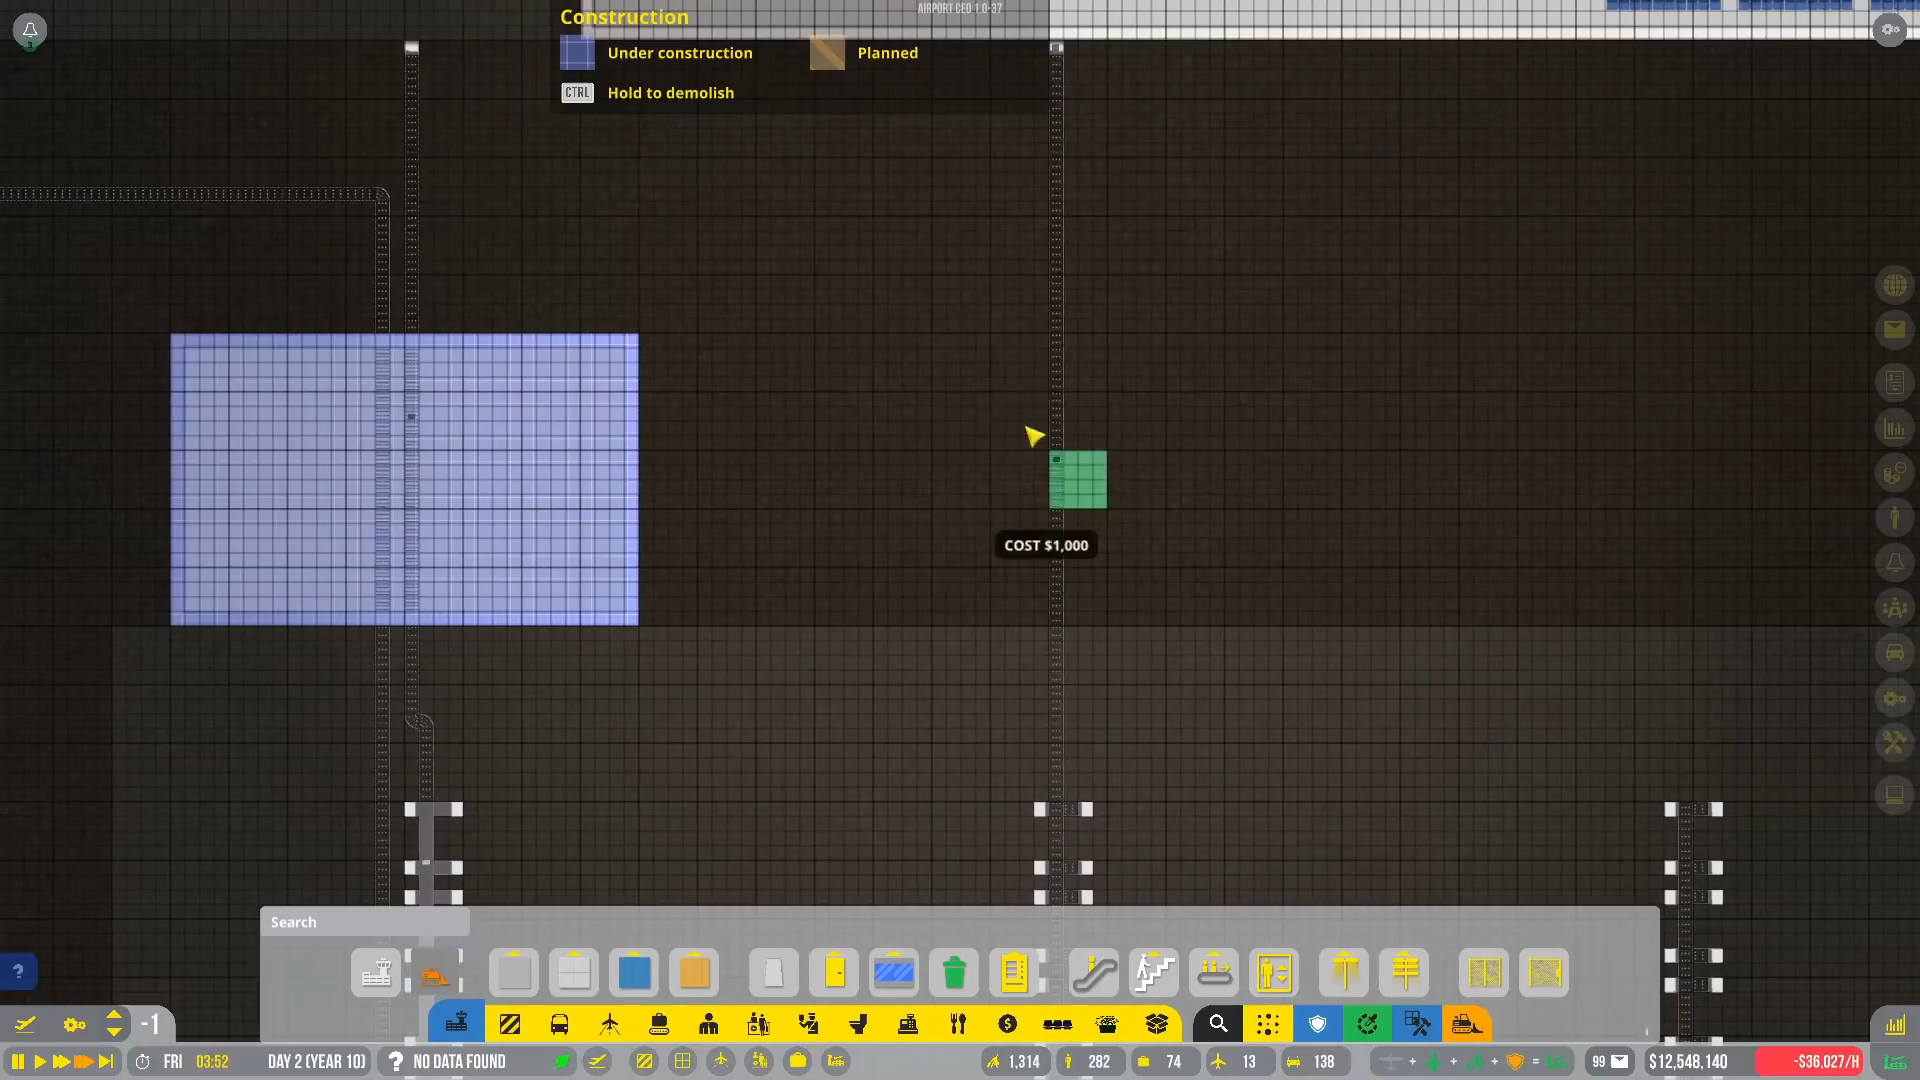 AIRPORT CEO 1.0-37
Construction
Under construction
Planned
CTRL
Hold to demolish
COST $1,000
Search
?
-1
FRI
03:52
DAY 2 (YEAR 10)
? NO DATA FOUND
1,314
282
74
13
138
+ + + =
99
$12,548,140
-$36,027/H